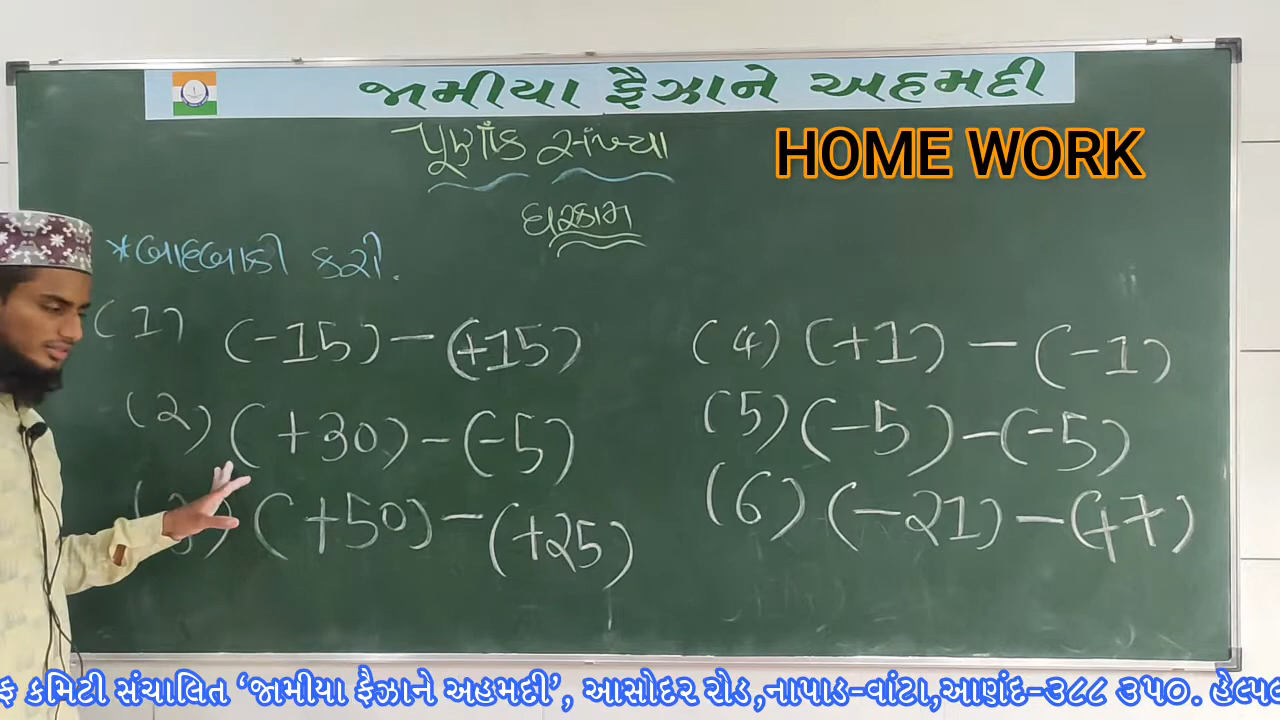 જામીયા ફૈઝાને અહમદી
પૂર્ણાંક સંખ્યા
HOME WORK
ઘરકામ
*બાદબાકી કરો.
(1) (-15) - (+15)
(2) (+30) - (-5)
(3) (+50) - (+25)
(4) (+1) - (-1)
(5) (-5) - (-5)
(6) (-21) - (+7)
કમિટી સંચાલિત ‘જામીયા ફૈઝાને અહમદી’, આસોદર રોડ,નાપાડ-વાંટા,આણંદ-૩૮૮ ૩૫૦.